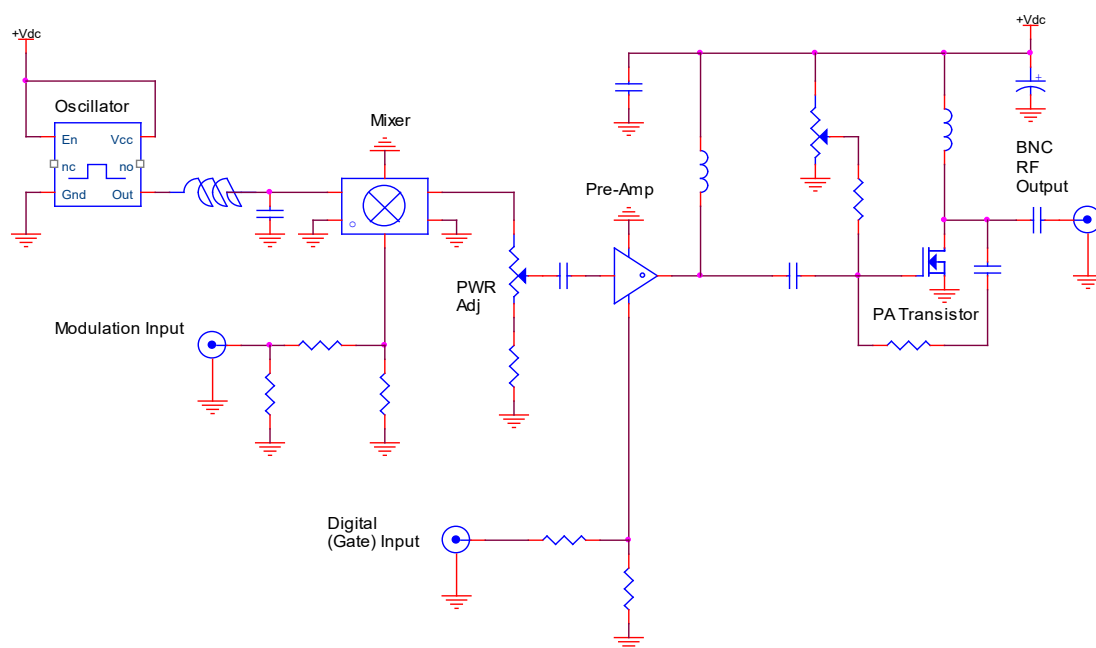 +Vdc
+Vdc
Oscillator
Mixer
En Vcc
nc no
Gnd Out
BNC
RF
Output
Pre-Amp
PWR
Adj
PA Transistor
Modulation Input
Digital
(Gate) Input
+